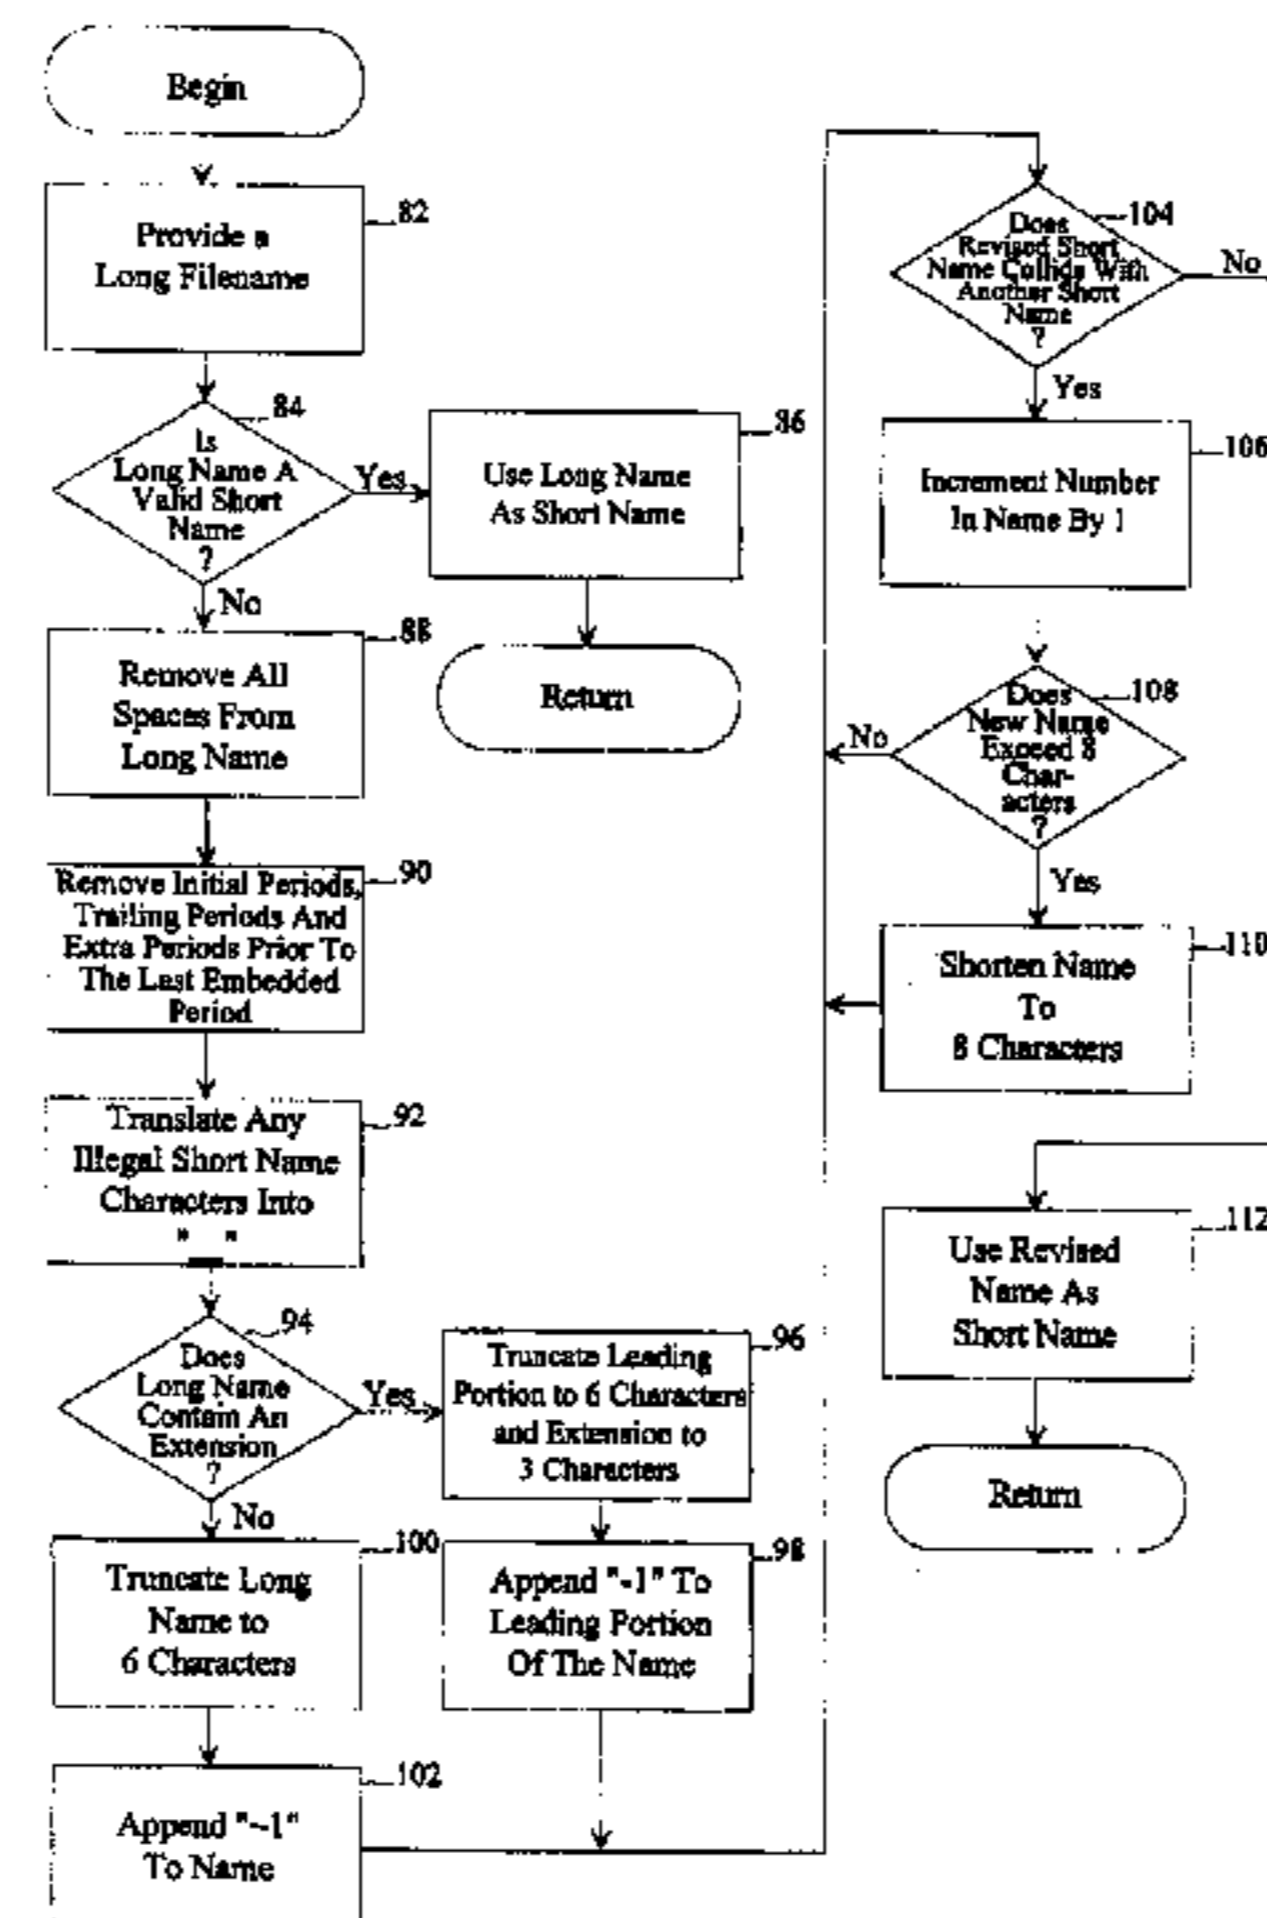 Begin
82
Provide a
Long Filename
84
Is
Long Name A
Valid Short
Name
?
Yes
86
Use Long Name
As Short Name
Return
No
88
Remove All
Spaces From
Long Name
90
Remove Initial Periods,
Trailing Periods And
Extra Periods Prior To
The Last Embedded
Period
92
Translate Any
Illegal Short Name
Characters Into
"_"
94
Does
Long Name
Contain An
Extension
?
Yes
96
Truncate Leading
Portion to 6 Characters
and Extension to
3 Characters
98
Append "~1" To
Leading Portion
Of The Name
No
100
Truncate Long
Name to
6 Characters
102
Append "~1"
To Name
104
Does
Revised Short
Name Collide With
Another Short
Name
?
No
Yes
106
Increment Number
In Name By 1
108
Does
New Name
Exceed 8
Char-
acters
?
No
Yes
110
Shorten Name
To
8 Characters
112
Use Revised
Name As
Short Name
Return